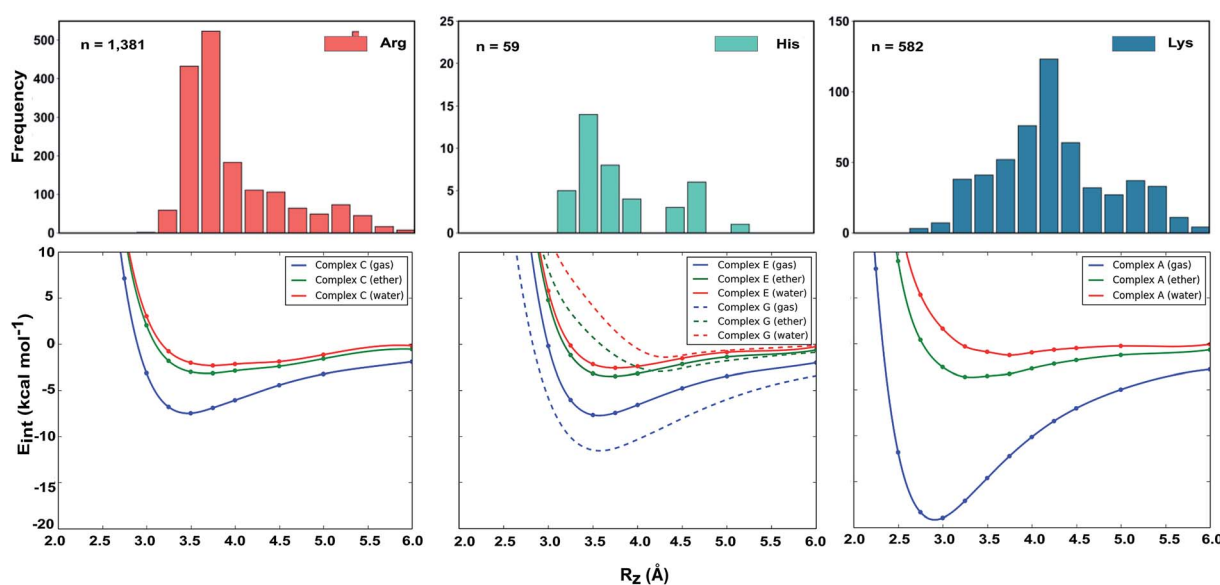 n = 1,381
Arg
n = 59
His
n = 582
Lys
Frequency
500
400
300
200
100
0
25
20
15
10
5
0
150
100
50
0
Complex C (gas)
Complex C (ether)
Complex C (water)
Complex E (gas)
Complex E (ether)
Complex E (water)
Complex G (gas)
Complex G (ether)
Complex G (water)
Complex A (gas)
Complex A (ether)
Complex A (water)
Eint (kcal mol-1)
10
5
0
-5
-10
-15
-20
2.0 2.5 3.0 3.5 4.0 4.5 5.0 5.5 6.0
2.0 2.5 3.0 3.5 4.0 4.5 5.0 5.5 6.0
2.0 2.5 3.0 3.5 4.0 4.5 5.0 5.5 6.0
Rz (Å)